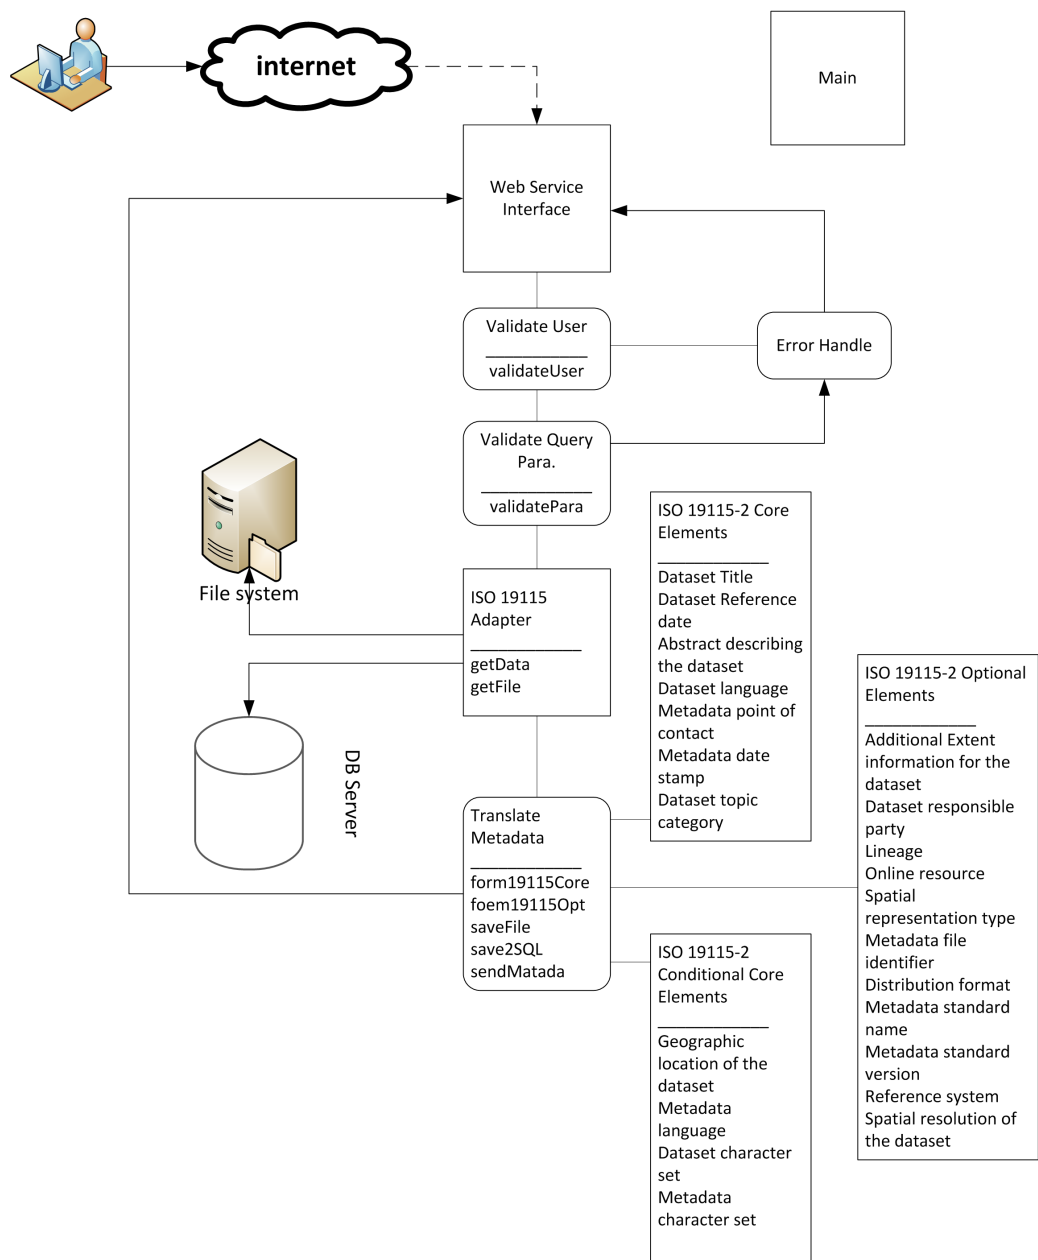 internet
Main
Web Service
Interface
Validate User
validateUser
Error Handle
Validate Query
Para.
validatePara
File system
ISO 19115
Adapter
getData
getFile
DB Server
ISO 19115-2 Core
Elements
Dataset Title
Dataset Reference
date
Abstract describing
the dataset
Dataset language
Metadata point of
contact
Metadata date
stamp
Dataset topic
category
ISO 19115-2 Optional
Elements
Additional Extent
information for the
dataset
Dataset responsible
party
Lineage
Online resource
Spatial
representation type
Metadata file
identifier
Distribution format
Metadata standard
name
Metadata standard
version
Reference system
Spatial resolution of
the dataset
Translate
Metadata
form19115Core
foem19115Opt
saveFile
save2SQL
sendMatada
ISO 19115-2
Conditional Core
Elements
Geographic
location of the
dataset
Metadata
language
Dataset character
set
Metadata
character set